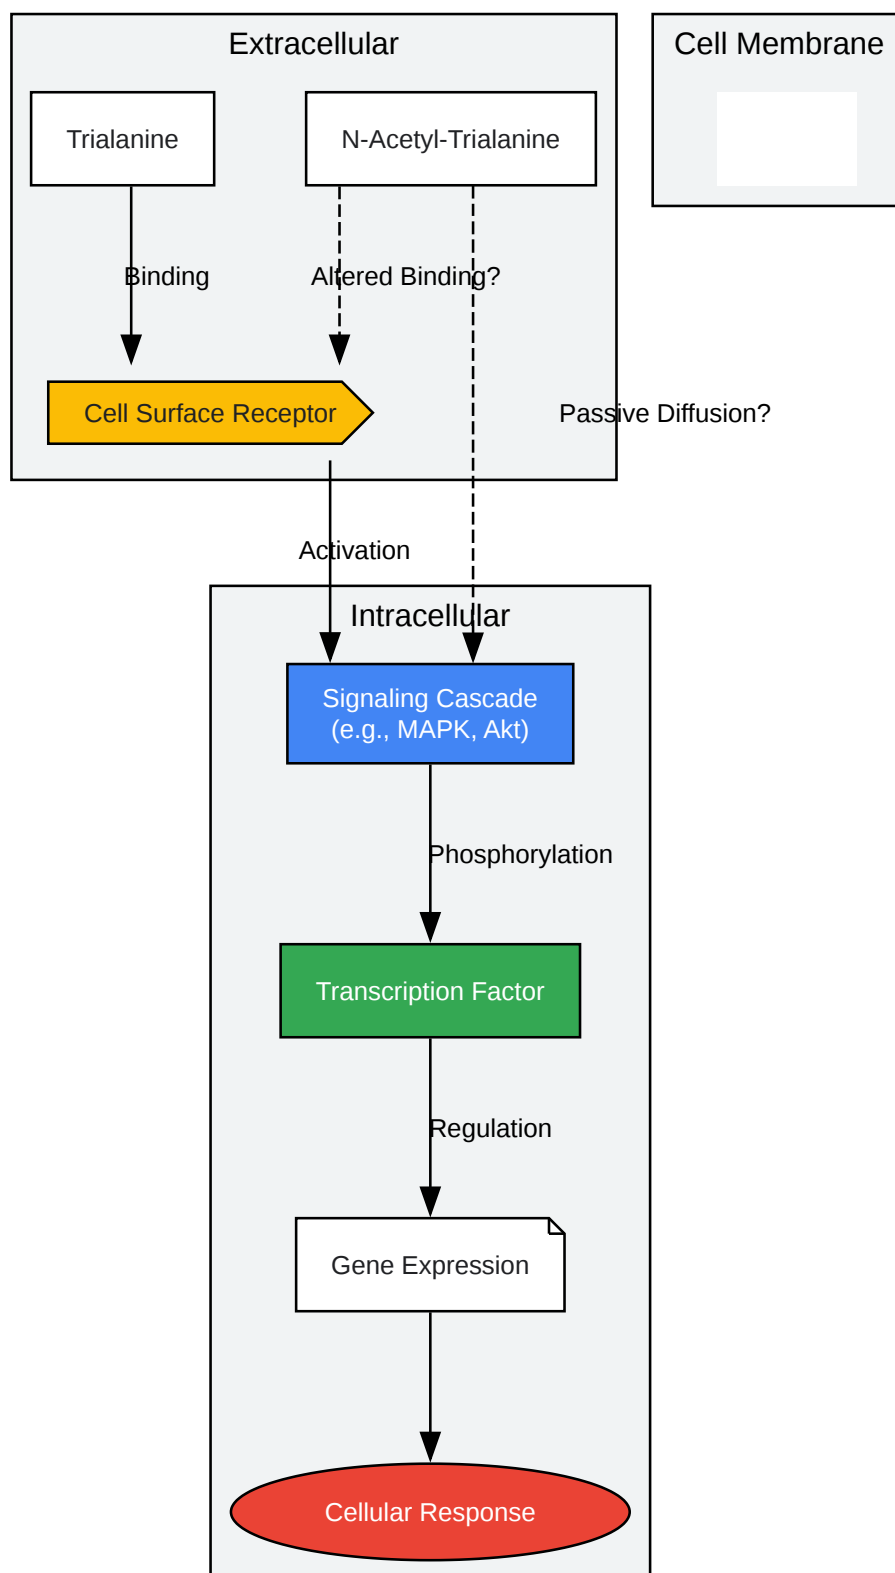 Extracellular
Cell Membrane
Trialanine
N-Acetyl-Trialanine
Binding
Altered Binding?
Cell Surface Receptor
Passive Diffusion?
Activation
Intracellular
Signaling Cascade
(e.g., MAPK, Akt)
Phosphorylation
Transcription Factor
Regulation
Gene Expression
Cellular Response